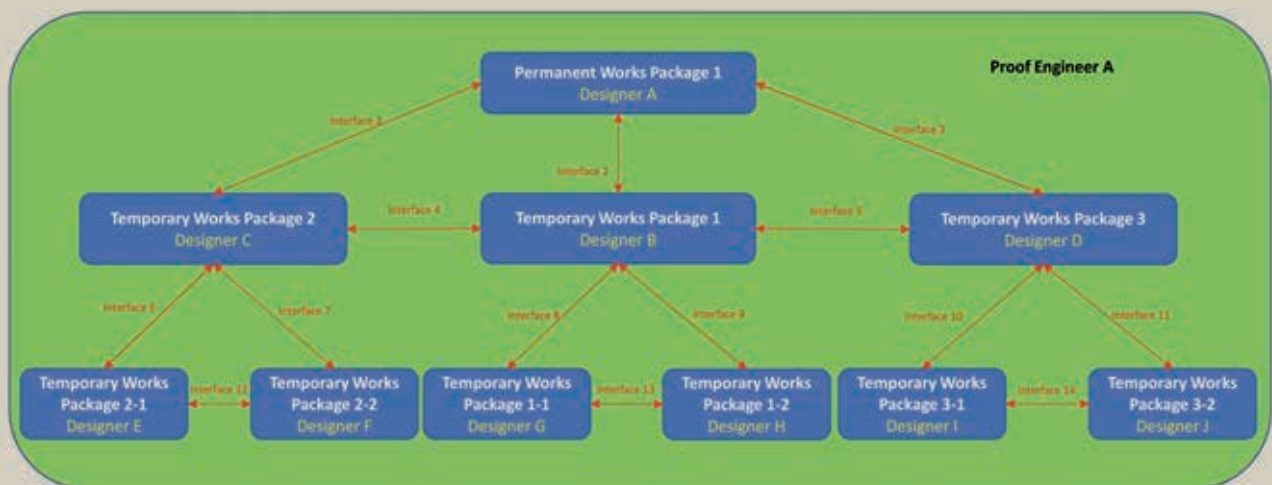 Permanent Works Package 1
Designer A
Proof Engineer A
Interface 2
Interface 3
Interface 2
Temporary Works Package 2
Designer C
Interface 4
Temporary Works Package 1
Designer B
Interface 5
Temporary Works Package 3
Designer D
Interface 6
Interface 7
Interface 8
Interface 9
Interface 10
Interface 11
Temporary Works
Package 2-1
Designer E
Interface 12
Temporary Works
Package 2-2
Designer F
Temporary Works
Package 1-1
Designer G
Interface 13
Temporary Works
Package 1-2
Designer H
Temporary Works
Package 3-1
Designer I
Interface 14
Temporary Works
Package 3-2
Designer J